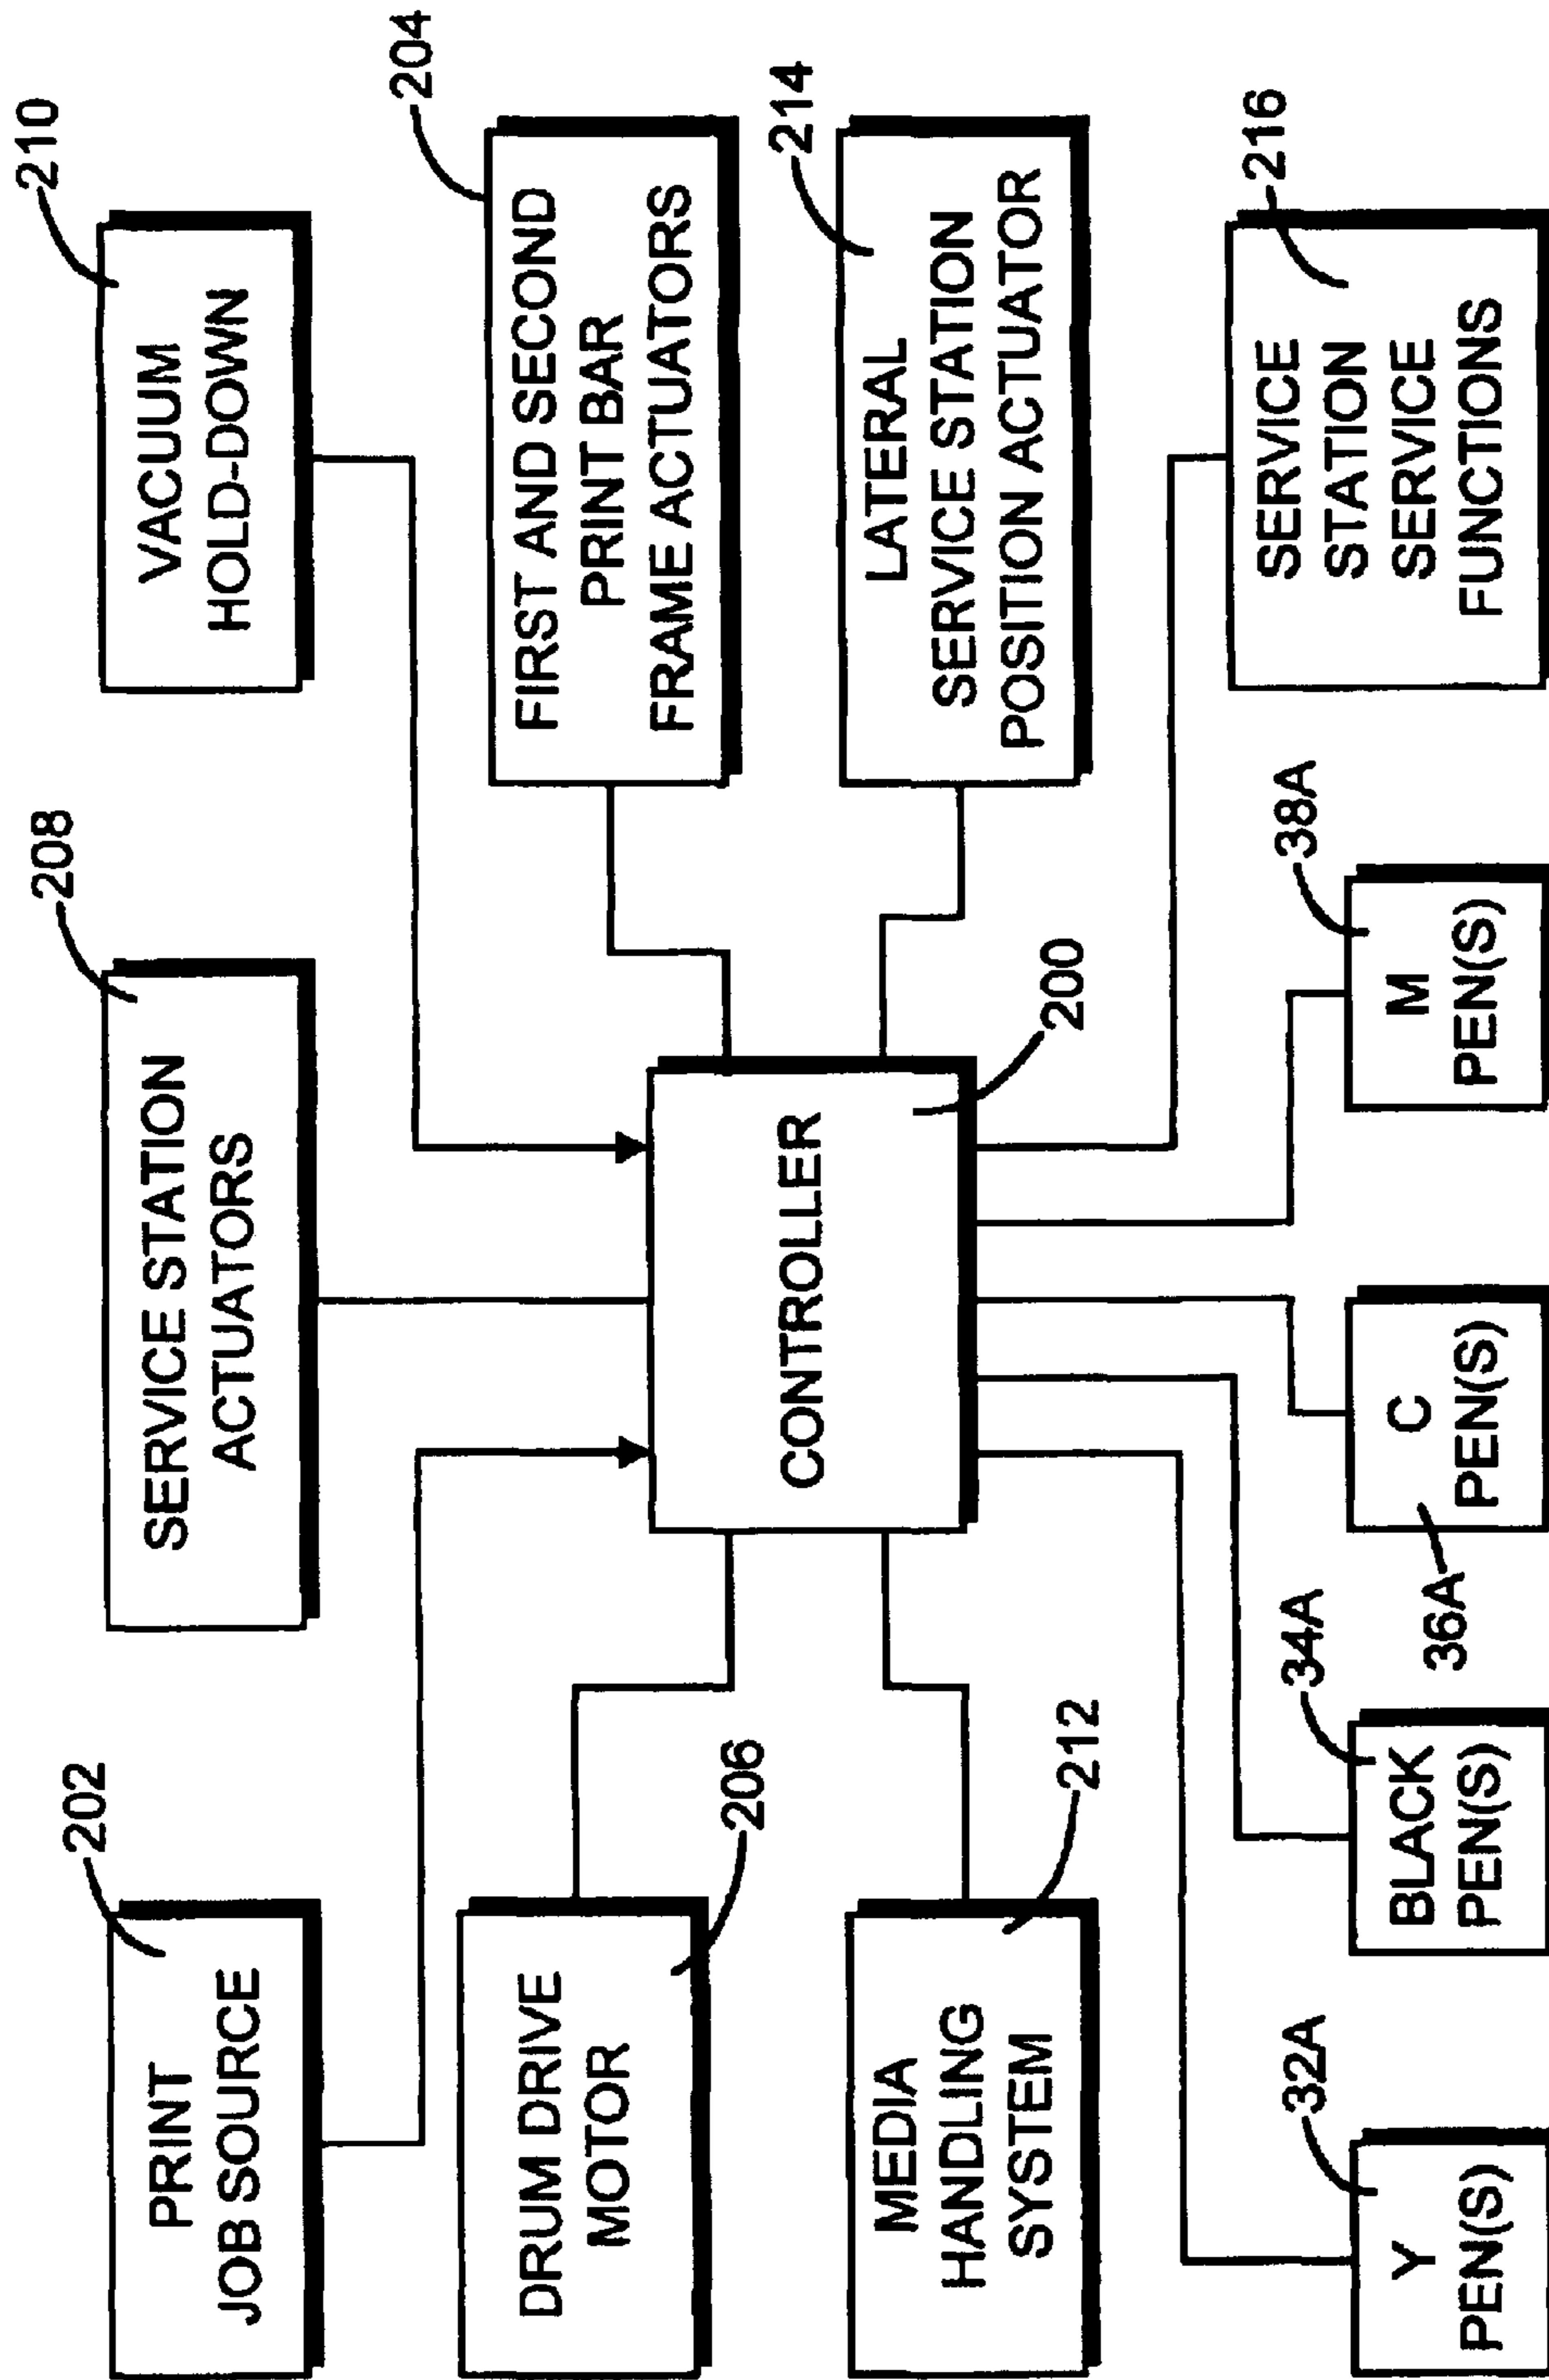 202
PRINT
JOB SOURCE
208
SERVICE STATION
ACTUATORS
210
VACUUM
HOLD-DOWN
DRUM DRIVE
MOTOR
206
204
FIRST AND SECOND
PRINT BAR
FRAME ACTUATORS
CONTROLLER
200
MEDIA
HANDLING
SYSTEM
212
214
LATERAL
SERVICE STATION
POSITION ACTUATOR
32A
Y
PEN(S)
34A
BLACK
PEN(S)
36A
C
PEN(S)
38A
M
PEN(S)
216
SERVICE
STATION
SERVICE
FUNCTIONS